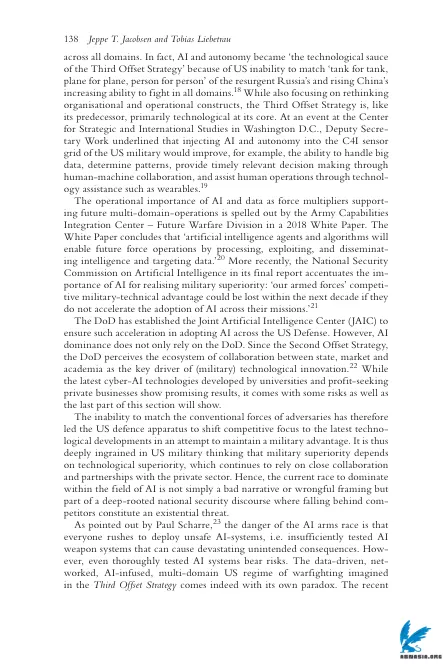 138 Jeppe T. Jacobsen and Tobias Liebetrau
across all domains. In fact, AI and autonomy became ‘the technological sauce
of the Third Offset Strategy’ because of US inability to match ‘tank for tank,
plane for plane, person for person’ of the resurgent Russia’s and rising China’s
increasing ability to fight in all domains.18 While also focusing on rethinking
organisational and operational constructs, the Third Offset Strategy is, like
its predecessor, primarily technological at its core. At an event at the Center
for Strategic and International Studies in Washington D.C., Deputy Secre-
tary Work underlined that injecting AI and autonomy into the C4I sensor
grid of the US military would improve, for example, the ability to handle big
data, determine patterns, provide timely relevant decision making through
human-machine collaboration, and assist human operations through technol-
ogy assistance such as wearables.19
The operational importance of AI and data as force multipliers support-
ing future multi-domain-operations is spelled out by the Army Capabilities
Integration Center – Future Warfare Division in a 2018 White Paper. The
White Paper concludes that ‘artificial intelligence agents and algorithms will
enable future force operations by processing, exploiting, and disseminat-
ing intelligence and targeting data.’20 More recently, the National Security
Commission on Artificial Intelligence in its final report accentuates the im-
portance of AI for realising military superiority: ‘our armed forces’ competi-
tive military-technical advantage could be lost within the next decade if they
do not accelerate the adoption of AI across their missions.’21
The DoD has established the Joint Artificial Intelligence Center (JAIC) to
ensure such acceleration in adopting AI across the US Defense. However, AI
dominance does not only rely on the DoD. Since the Second Offset Strategy,
the DoD perceives the ecosystem of collaboration between state, market and
academia as the key driver of (military) technological innovation.22 While
the latest cyber-AI technologies developed by universities and profit-seeking
private businesses show promising results, it comes with some risks as well as
the last part of this section will show.
The inability to match the conventional forces of adversaries has therefore
led the US defence apparatus to shift competitive focus to the latest techno-
logical developments in an attempt to maintain a military advantage. It is thus
deeply ingrained in US military thinking that military superiority depends
on technological superiority, which continues to rely on close collaboration
and partnerships with the private sector. Hence, the current race to dominate
within the field of AI is not simply a bad narrative or wrongful framing but
part of a deep-rooted national security discourse where falling behind com-
petitors constitute an existential threat.
As pointed out by Paul Scharre,23 the danger of the AI arms race is that
everyone rushes to deploy unsafe AI-systems, i.e. insufficiently tested AI
weapon systems that can cause devastating unintended consequences. How-
ever, even thoroughly tested AI systems bear risks. The data-driven, net-
worked, AI-infused, multi-domain US regime of warfighting imagined
in the Third Offset Strategy comes indeed with its own paradox. The recent